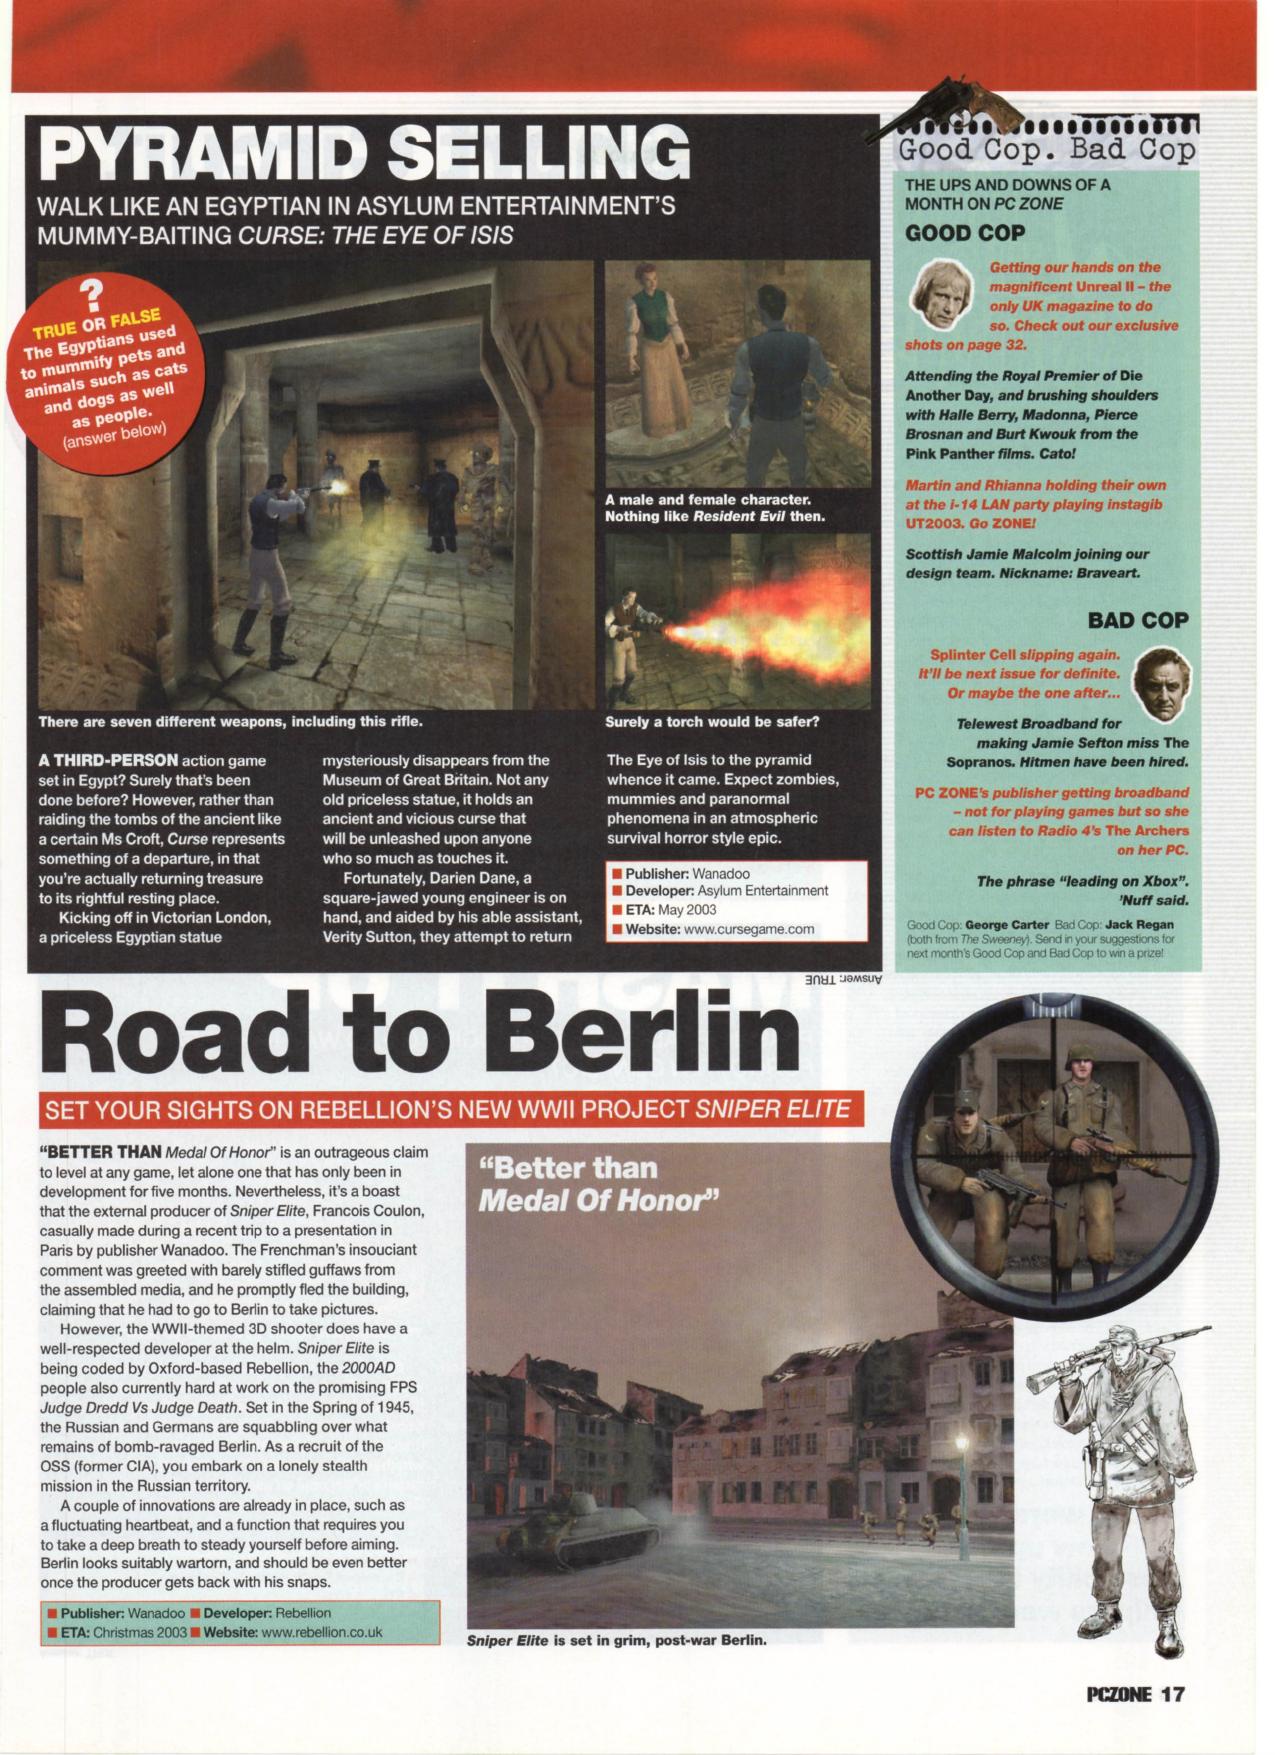 PYRAMID SELLING
WALK LIKE AN EGYPTIAN IN ASYLUM ENTERTAINMENT'S
MUMMY-BAITING CURSE: THE EYE OF ISIS
?
TRUE OR FALSE
The Egyptians used
to mummify pets and
animals such as cats
and dogs as well
as people.
(answer below)
A male and female character.
Nothing like Resident Evil then.
There are seven different weapons, including this rifle.
Surely a torch would be safer?
A THIRD-PERSON action game
set in Egypt? Surely that's been
done before? However, rather than
raiding the tombs of the ancient like
a certain Ms Croft, Curse represents
something of a departure, in that
you're actually returning treasure
to its rightful resting place.
Kicking off in Victorian London,
a priceless Egyptian statue
mysteriously disappears from the
Museum of Great Britain. Not any
old priceless statue, it holds an
ancient and vicious curse that
will be unleashed upon anyone
who so much as touches it.
Fortunately, Darien Dane, a
square-jawed young engineer is on
hand, and aided by his able assistant,
Verity Sutton, they attempt to return
The Eye of Isis to the pyramid
whence it came. Expect zombies,
mummies and paranormal
phenomena in an atmospheric
survival horror style epic.
■ Publisher: Wanadoo
■ Developer: Asylum Entertainment
■ ETA: May 2003
■ Website: www.cursegame.com
Answer: TRUE
Good Cop. Bad Cop
THE UPS AND DOWNS OF A
MONTH ON PC ZONE
GOOD COP
Getting our hands on the
magnificent Unreal II – the
only UK magazine to do
so. Check out our exclusive
shots on page 32.
Attending the Royal Premier of Die
Another Day, and brushing shoulders
with Halle Berry, Madonna, Pierce
Brosnan and Burt Kwouk from the
Pink Panther films. Cato!
Martin and Rhianna holding their own
at the i-14 LAN party playing instagib
UT2003. Go ZONE!
Scottish Jamie Malcolm joining our
design team. Nickname: Braveart.
BAD COP
Splinter Cell slipping again.
It'll be next issue for definite.
Or maybe the one after...
Telewest Broadband for
making Jamie Sefton miss The
Sopranos. Hitmen have been hired.
PC ZONE's publisher getting broadband
– not for playing games but so she
can listen to Radio 4's The Archers
on her PC.
The phrase “leading on Xbox”.
'Nuff said.
Good Cop: George Carter Bad Cop: Jack Regan
(both from The Sweeney). Send in your suggestions for
next month's Good Cop and Bad Cop to win a prize!
Road to Berlin
SET YOUR SIGHTS ON REBELLION'S NEW WWII PROJECT SNIPER ELITE
“BETTER THAN Medal Of Honor” is an outrageous claim
to level at any game, let alone one that has only been in
development for five months. Nevertheless, it's a boast
that the external producer of Sniper Elite, Francois Coulon,
casually made during a recent trip to a presentation in
Paris by publisher Wanadoo. The Frenchman's insouciant
comment was greeted with barely stifled guffaws from
the assembled media, and he promptly fled the building,
claiming that he had to go to Berlin to take pictures.
However, the WWII-themed 3D shooter does have a
well-respected developer at the helm. Sniper Elite is
being coded by Oxford-based Rebellion, the 2000AD
people also currently hard at work on the promising FPS
Judge Dredd Vs Judge Death. Set in the Spring of 1945,
the Russian and Germans are squabbling over what
remains of bomb-ravaged Berlin. As a recruit of the
OSS (former CIA), you embark on a lonely stealth
mission in the Russian territory.
A couple of innovations are already in place, such as
a fluctuating heartbeat, and a function that requires you
to take a deep breath to steady yourself before aiming.
Berlin looks suitably wartorn, and should be even better
once the producer gets back with his snaps.
■ Publisher: Wanadoo ■ Developer: Rebellion
■ ETA: Christmas 2003 ■ Website: www.rebellion.co.uk
“Better than
Medal Of Honor”
Sniper Elite is set in grim, post-war Berlin.
PCZONE 17